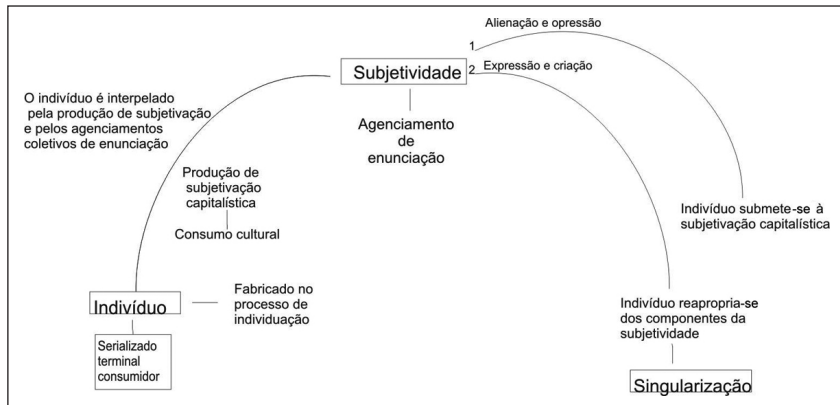 Alienação e opressão
1
Subjetividade
2
Expressão e criação
O indivíduo é interpelado
pela produção de subjetivação
e pelos agenciamentos
coletivos de enunciação
Agenciamento
de
enunciação
Produção de
subjetivação
capitalística
Consumo cultural
Indivíduo submete-se à
subjetivação capitalística
Indivíduo
Fabricado no
processo de
individuação
Serializado
terminal
consumidor
Indivíduo reapropria-se
dos componentes da
subjetividade
Singularização